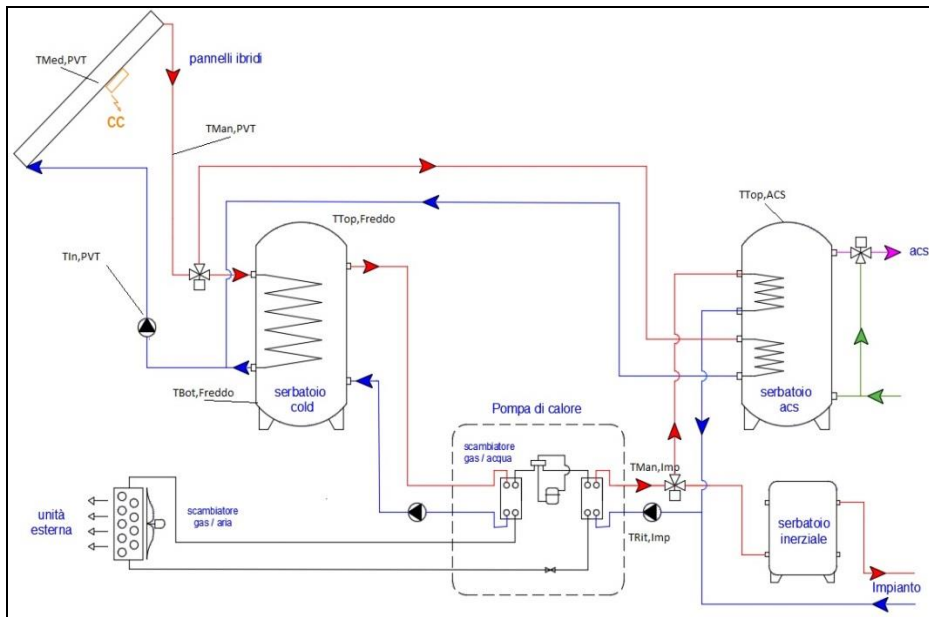 TMed,PVT
pannelli ibridi
CC
TMan,PVT
TTop,Freddo
TTop,ACS
acs
TIn,PVT
TBot,Freddo
serbatoio
cold
serbatoio
acs
Pompa di calore
scambiatore
gas / acqua
TMan,Imp
unità
esterna
scambiatore
gas / aria
TRit,Imp
serbatoio
inerziale
Impianto